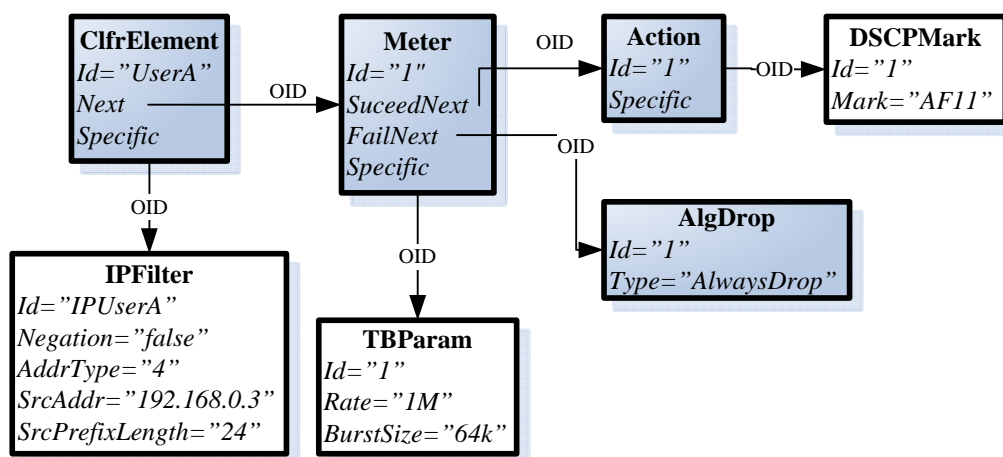 ClfrElement
Id=”UserA”
Next
Specific
OID
OID
IPFilter
Id=”IPUserA”
Negation=”false”
AddrType=”4”
SrcAddr=”192.168.0.3”
SrcPrefixLength=”24”
Meter
Id=”1"
SuceedNext
FailNext
Specific
OID
OID
OID
TBParam
Id=”1”
Rate=”1M”
BurstSize=”64k”
Action
Id=”1”
Specific
OID
DSCPMark
Id=”1”
Mark=”AF11”
AlgDrop
Id=”1”
Type=”AlwaysDrop”